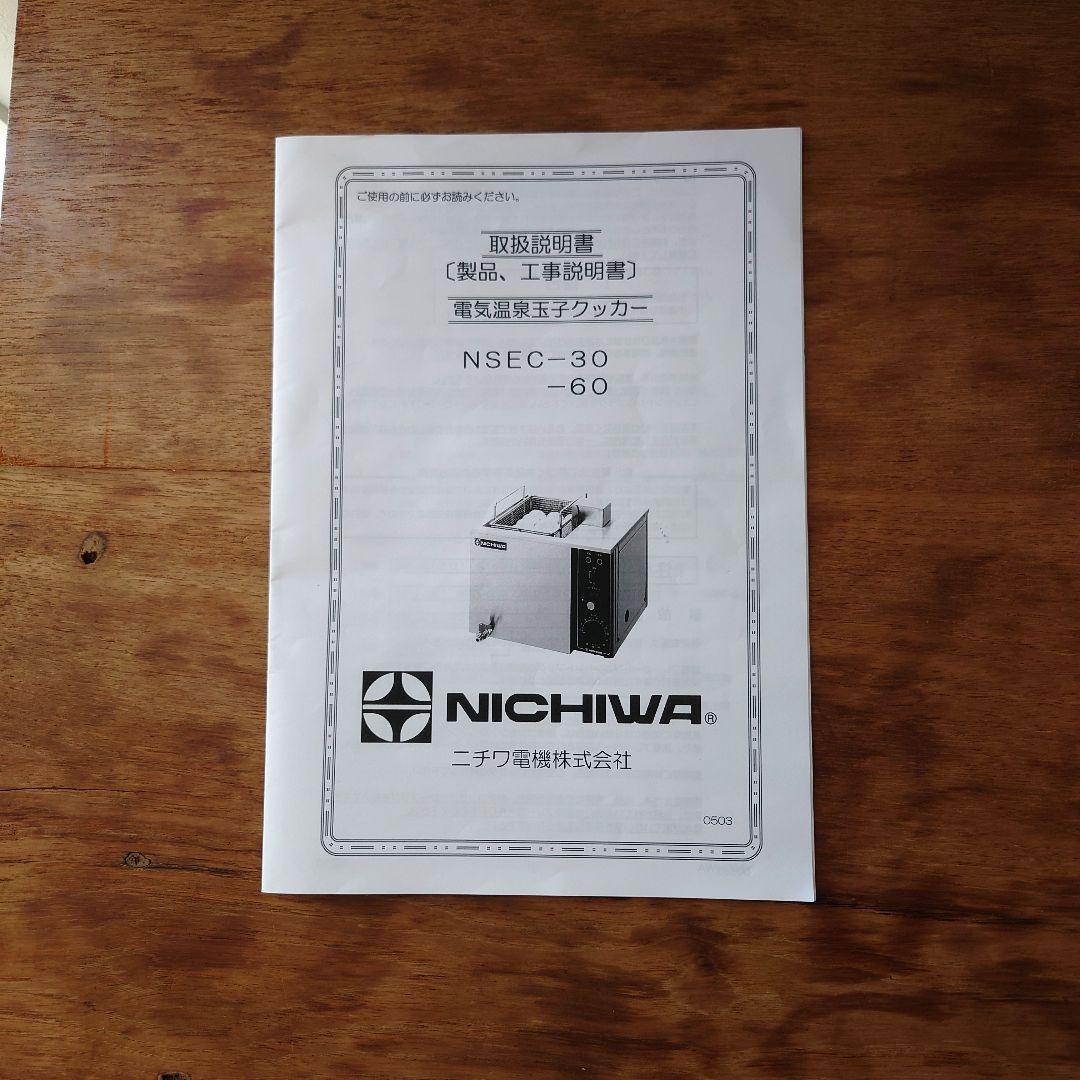 ご使用の前に必ずお読みください。
取扱説明書
〔製品、工事説明書〕
電気温泉玉子クッカー
NSEC-30
-60
NICHIWA
NICHIWA®
ニチワ電機株式会社
0503